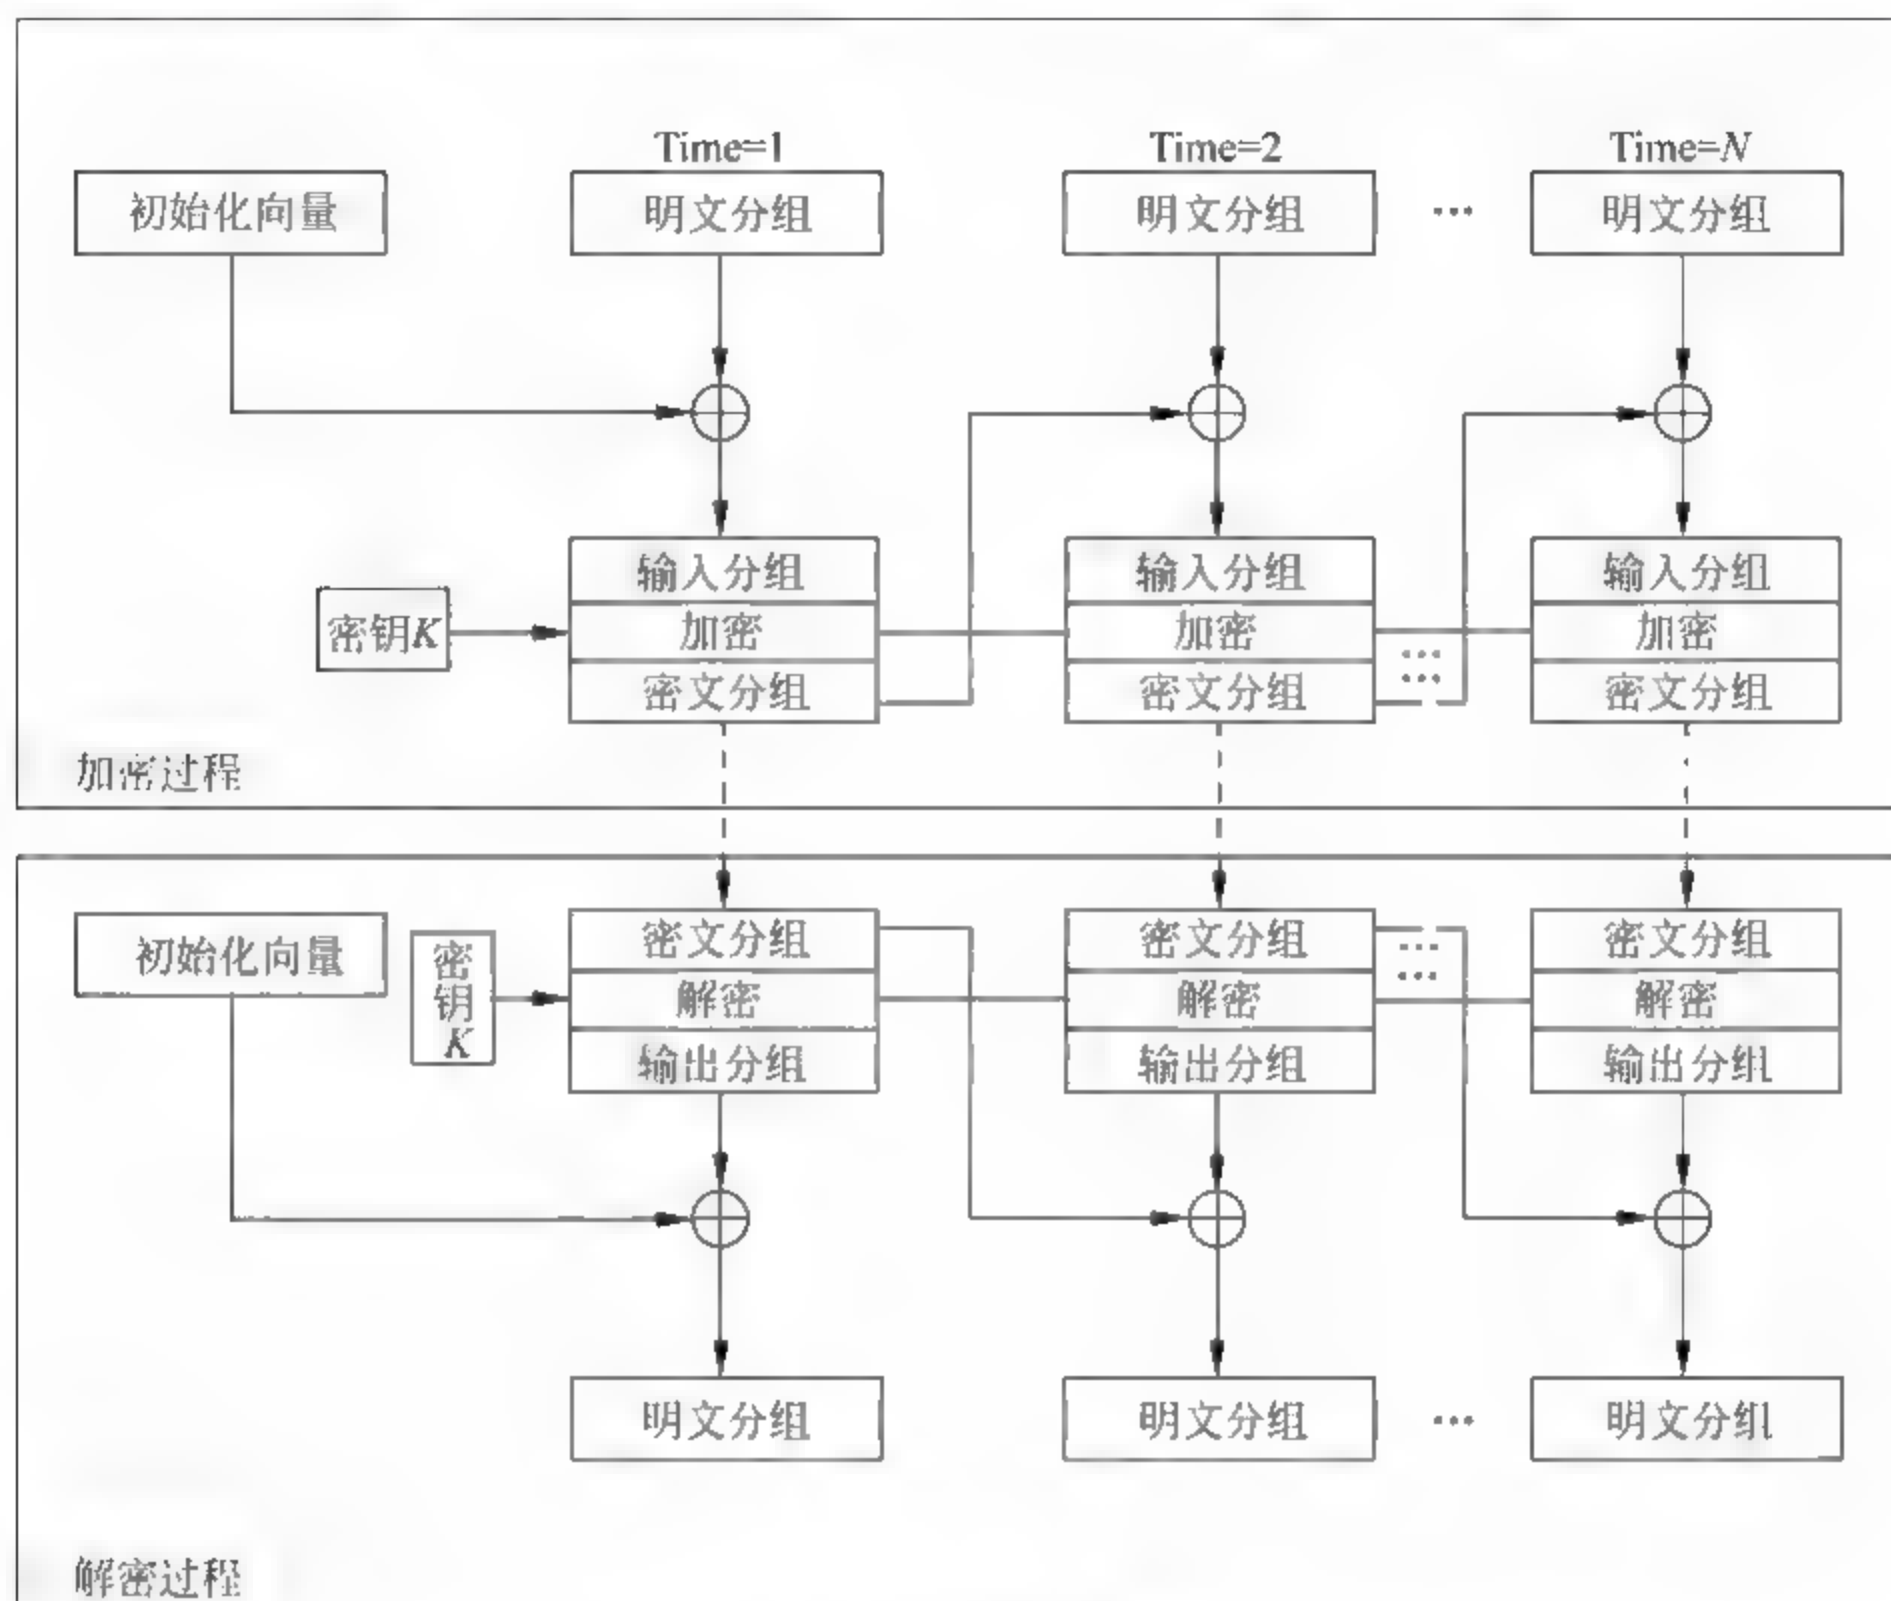 Time=1
Time=2
Time=N
初始化向量
明文分组
明文分组
...
明文分组
输入分组
输入分组
输入分组
密钥K
加密
加密
加密
...
...
密文分组
密文分组
密文分组
加密过程
初始化向量
密
钥
K
密文分组
密文分组
...
...
密文分组
解密
解密
解密
输出分组
输出分组
输出分组
明文分组
明文分组
...
明文分组
解密过程